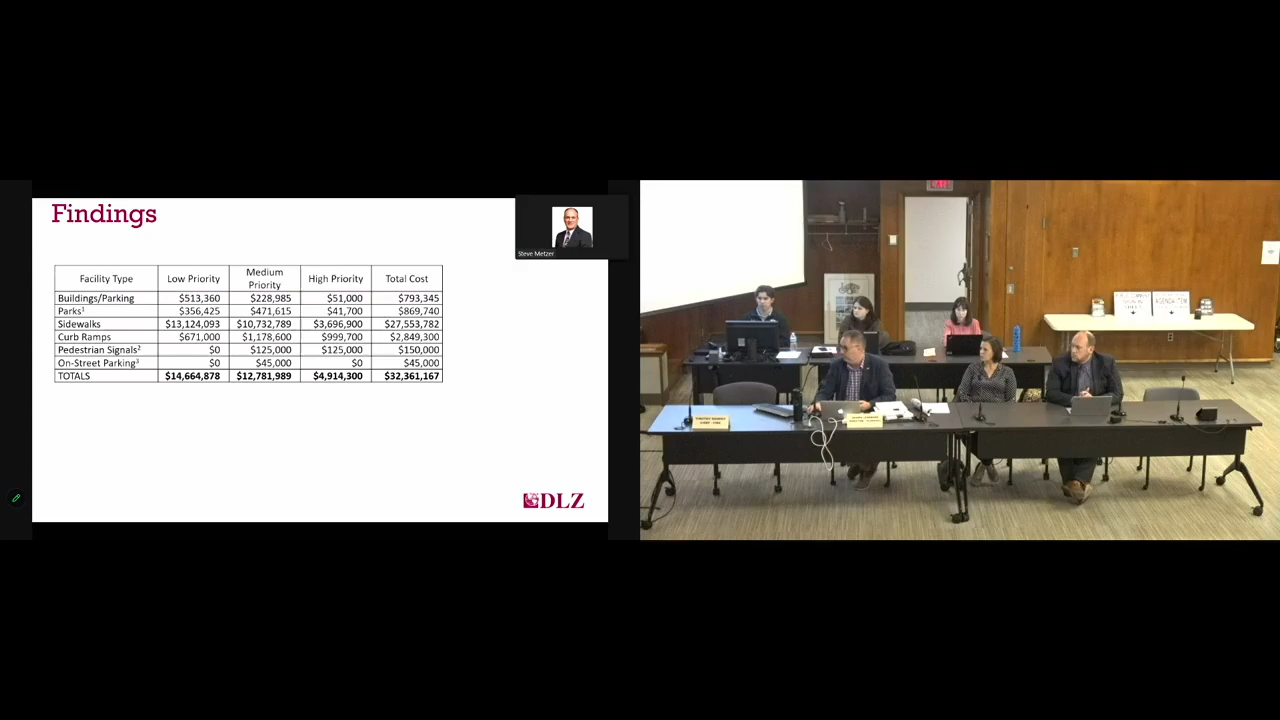 Findings
Steve Metzer
Facility Type Low Priority Medium Priority High Priority Total Cost
Buildings/Parking $513,360 $228,985 $51,000 $793,345
Parks¹ $356,425 $471,615 $41,700 $869,740
Sidewalks $13,124,093 $10,732,789 $3,696,900 $27,553,782
Curb Ramps $671,000 $1,178,600 $999,700 $2,849,300
Pedestrian Signals² $0 $125,000 $125,000 $150,000
On-Street Parking³ $0 $45,000 $0 $45,000
TOTALS $14,664,878 $12,781,989 $4,914,300 $32,361,167
DLZ
AGENDA ITEM